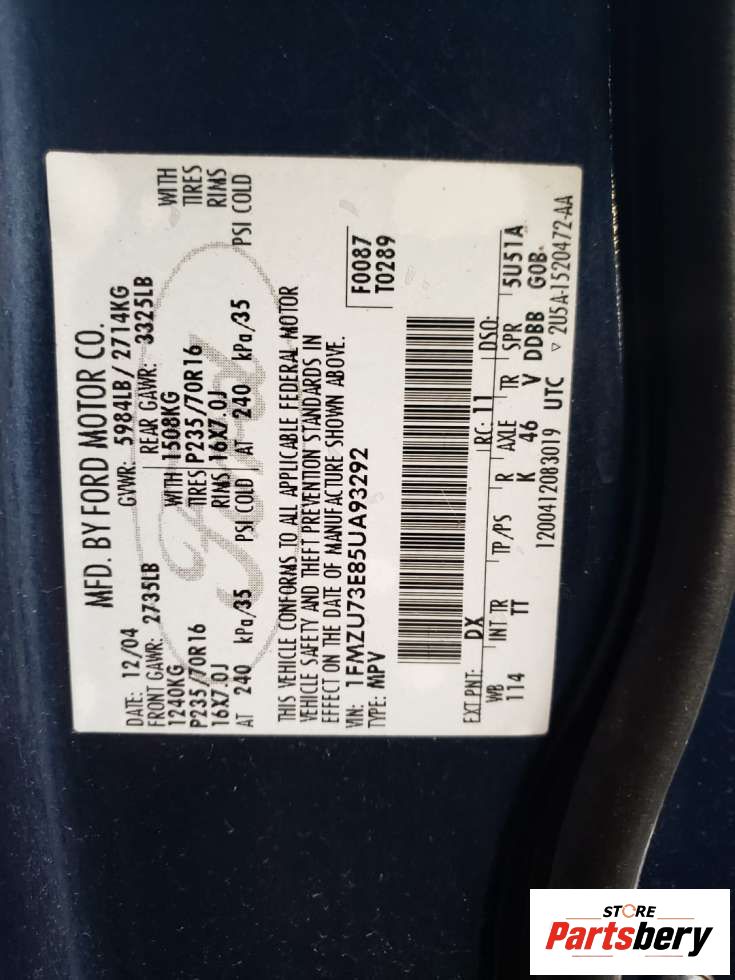 MFD. BY FORD MOTOR CO.
DATE: 12/04 GVWR: 5984LB / 2714KG
FRONT GAWR: 2735LB REAR GAWR: 3325LB
1240KG WITH 1508KG WITH
P235/70R16 TIRES P235/70R16 TIRES
16X7.0J RIMS 16X7.0J RIMS
AT 240 kPa/35 PSI COLD AT 240 kPa/35 PSI COLD
Ford
THIS VEHICLE CONFORMS TO ALL APPLICABLE FEDERAL MOTOR
VEHICLE SAFETY AND THEFT PREVENTION STANDARDS IN
EFFECT ON THE DATE OF MANUFACTURE SHOWN ABOVE.
VIN: 1FMZU73E85UA93292 F0087
TYPE: MPV T0289
EXT PNT: DX RC: 11 DSO:
WB INT TR TP/PS R AXLE TR SPR 5U51A
114 TT K 46 V DDBB GOB
1200412083019 UTC ▽ 2U5A-1520472-AA
STORE
Partsbery